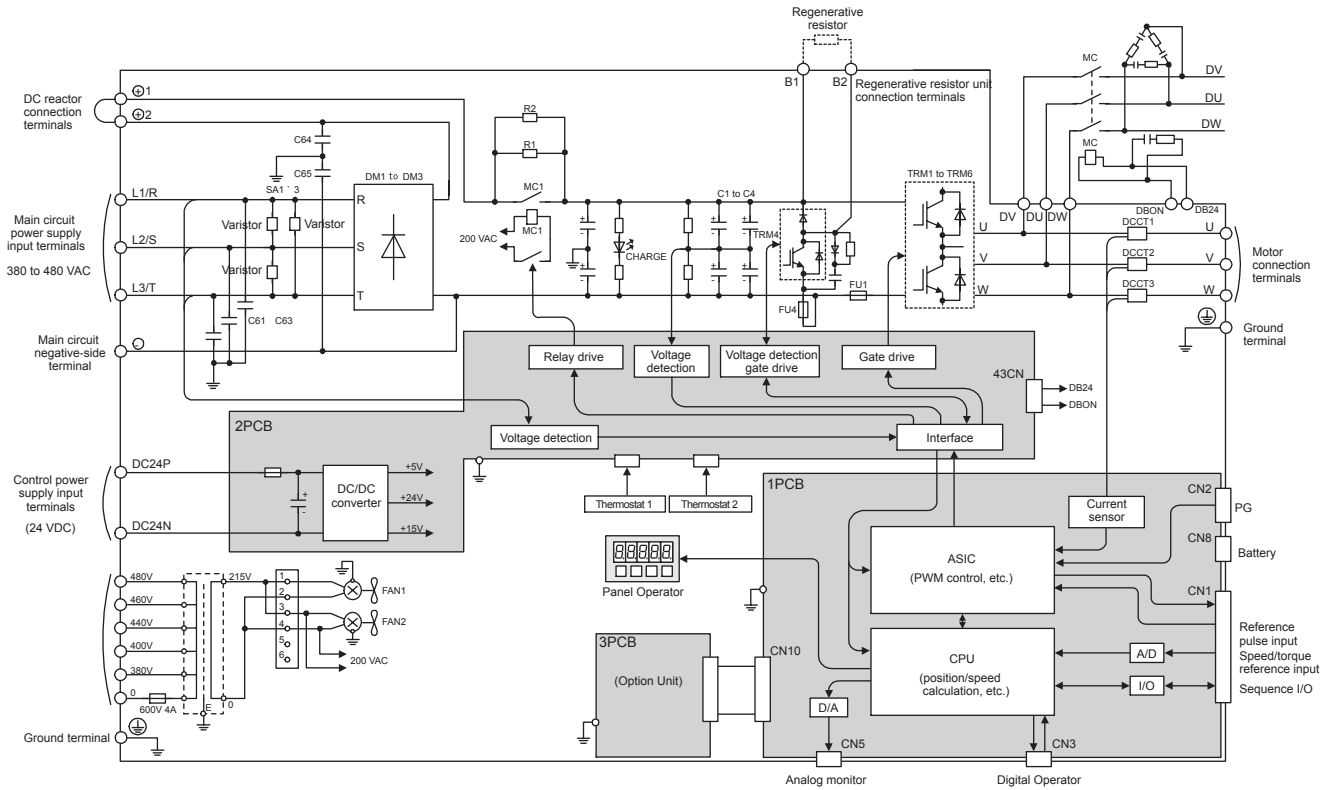 Regenerative
resistor
B1
B2
Regenerative resistor unit
connection terminals
MC
DV
DU
DW
MC
DBON
DB24
DV
DU
DW
DC reactor
connection
terminals
⊕1
⊕2
C64
C65
R2
R1
MC1
MC1
200 VAC
DM1 to DM3
R
S
T
SA1 ` 3
Varistor
Varistor
Varistor
Main circuit
power supply
input terminals
380 to 480 VAC
L1/R
L2/S
L3/T
C61
C63
Main circuit
negative-side
terminal
-
CHARGE
C1 to C4
+
-
+
-
+
-
+
-
+
-
+
-
TRM4
FU4
FU1
TRM1 to TRM6
U
V
W
DCCT1
DCCT2
DCCT3
U
V
W
Motor
connection
terminals
Ground
terminal
Relay drive
Voltage
detection
Voltage detection
gate drive
Gate drive
43CN
DB24
DBON
2PCB
Voltage detection
Interface
Control power
supply input
terminals
(24 VDC)
DC24P
DC24N
+
-
DC/DC
converter
+5V
+24V
+15V
Thermostat 1
Thermostat 2
1PCB
Current
sensor
CN2
PG
CN8
Battery
CN1
ASIC
(PWM control, etc.)
88888
Panel Operator
480V
460V
440V
400V
380V
0
600V 4A
E
0
215V
1
2
3
4
5
6
FAN1
FAN2
200 VAC
Ground terminal
3PCB
(Option Unit)
CN10
CPU
(position/speed
calculation, etc.)
A/D
I/O
D/A
Reference
pulse input
Speed/torque
reference input
Sequence I/O
CN5
CN3
Analog monitor
Digital Operator